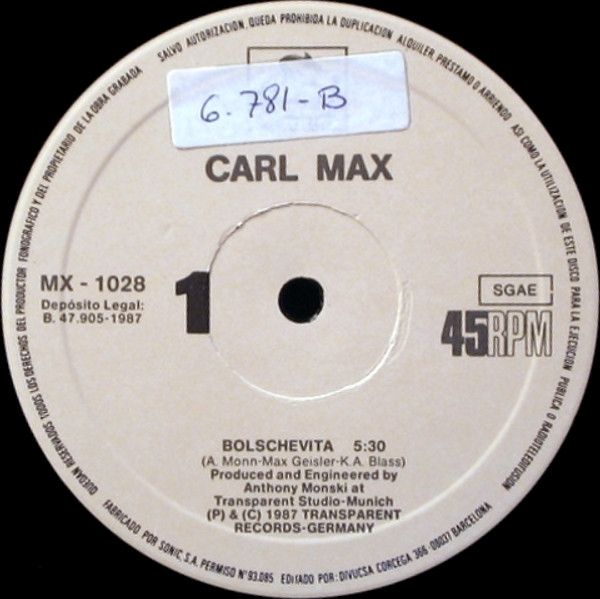 QUEDAN RESERVADOS TODOS LOS DERECHOS DEL PRODUCTOR FONOGRAFICO Y DEL PROPIETARIO DE LA OBRA GRABADA SALVO AUTORIZACION, QUEDA PROHIBIDA LA DUPLICACION ALQUILER, PRESTAMO O ARRIENDO ASI COMO LA UTILIZACION DE ESTE DISCO PARA LA EJECUCION PUBLICA O RADIOTELEDIFUSION
6.781-B
CARL MAX
MX - 1028
Depósito Legal:
B. 47.905-1987
1
SGAE
45RPM
BOLSCHEVITA 5:30
(A. Monn-Max Geisler-K.A. Blass)
Produced and Engineered by
Anthony Monski at
Transparent Studio-Munich
(P) & (C) 1987 TRANSPARENT
RECORDS-GERMANY
FABRICADO POR SONIC, S.A. PERMISO Nº 93.085 EDITADO POR: DIVUCSA CORCEGA 366 -08037 BARCELONA